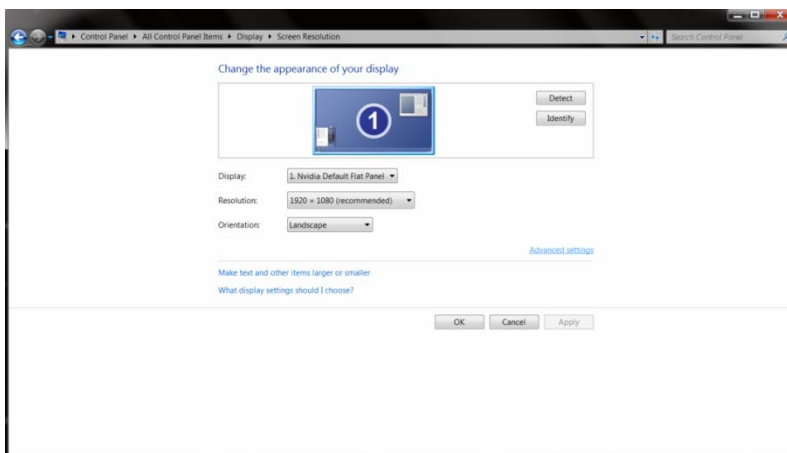 Control Panel ▸ All Control Panel Items ▸ Display ▸ Screen Resolution
Search Control Panel
Change the appearance of your display
1
Detect
Identify
Display: 1. Nvidia Default Flat Panel
Resolution: 1920 × 1080 (recommended)
Orientation: Landscape
Advanced settings
Make text and other items larger or smaller
What display settings should I choose?
OK Cancel Apply